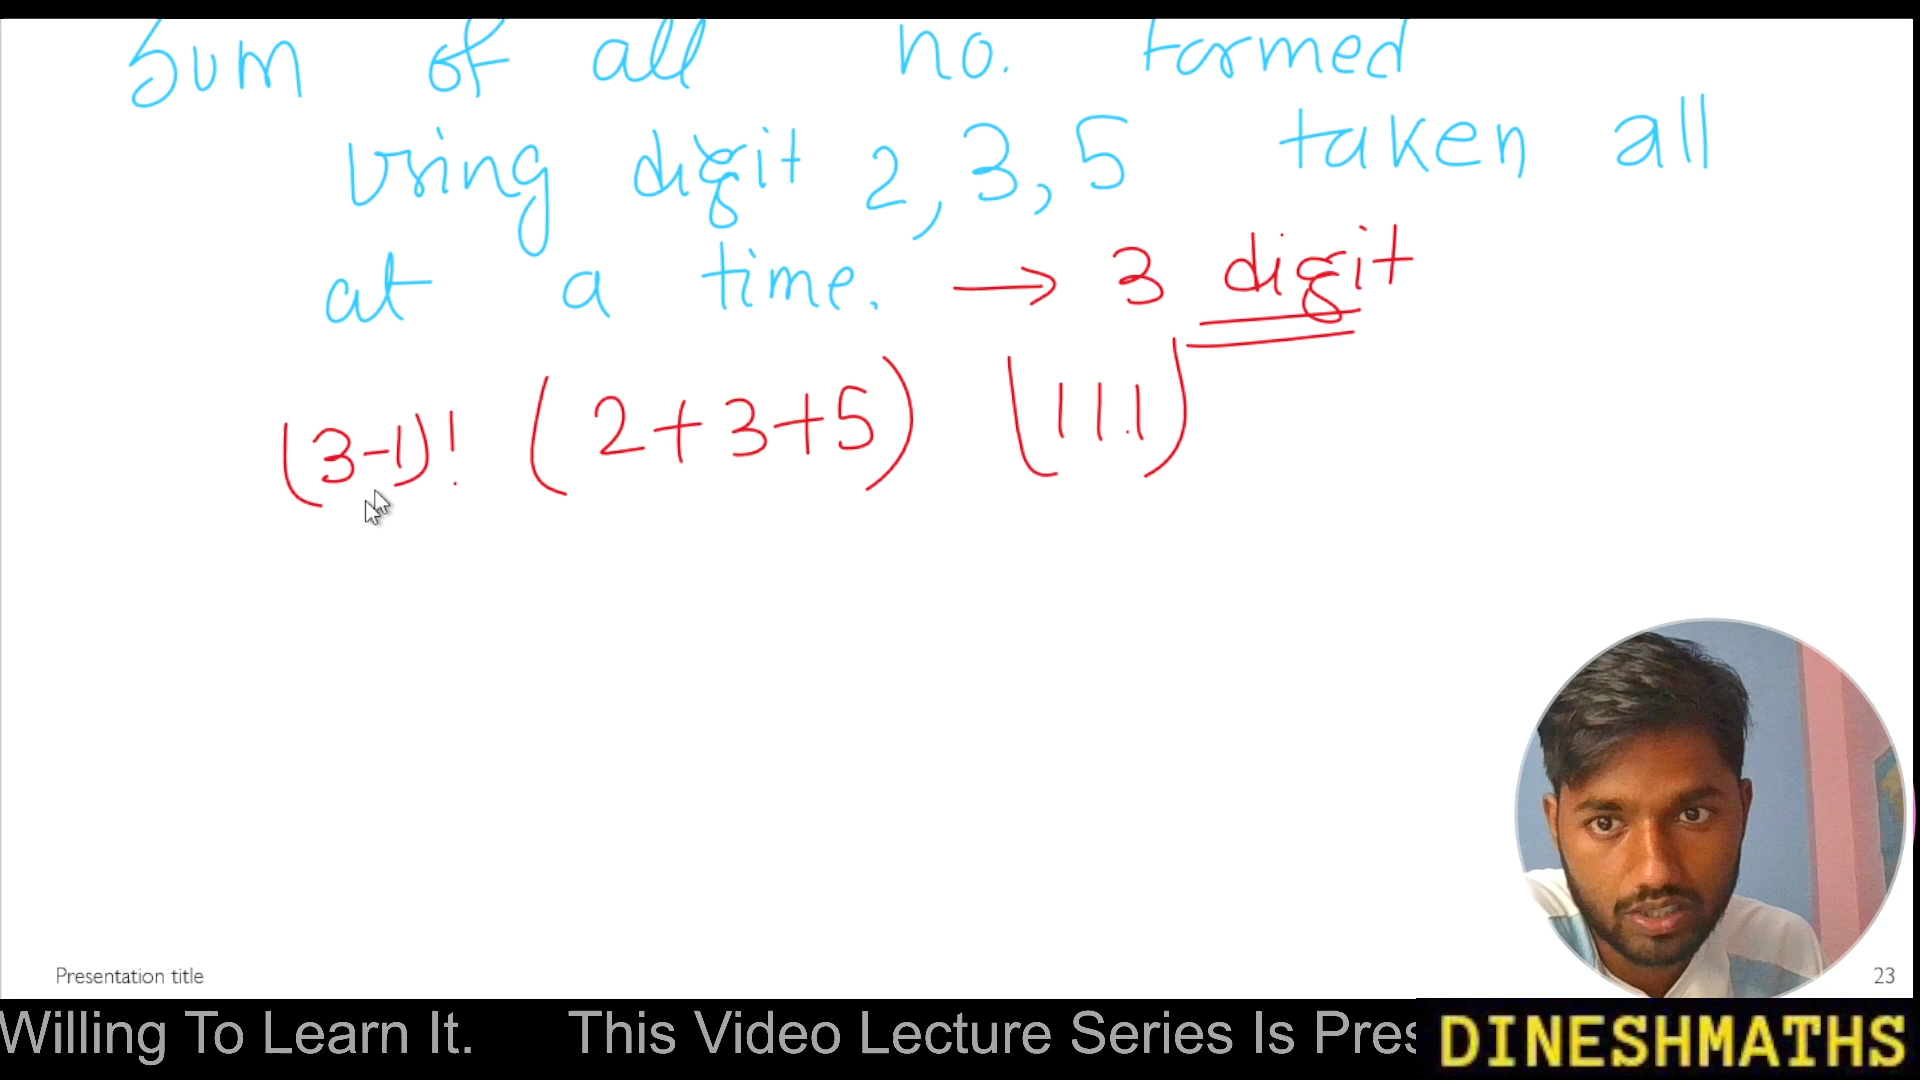 Sum of all no. formed
using digit 2, 3, 5 taken all
at a time. → 3 digit
(3-1)! (2+3+5) (111)
Presentation title
23
Willing To Learn It. This Video Lecture Series Is Pres
DINESHMATHS